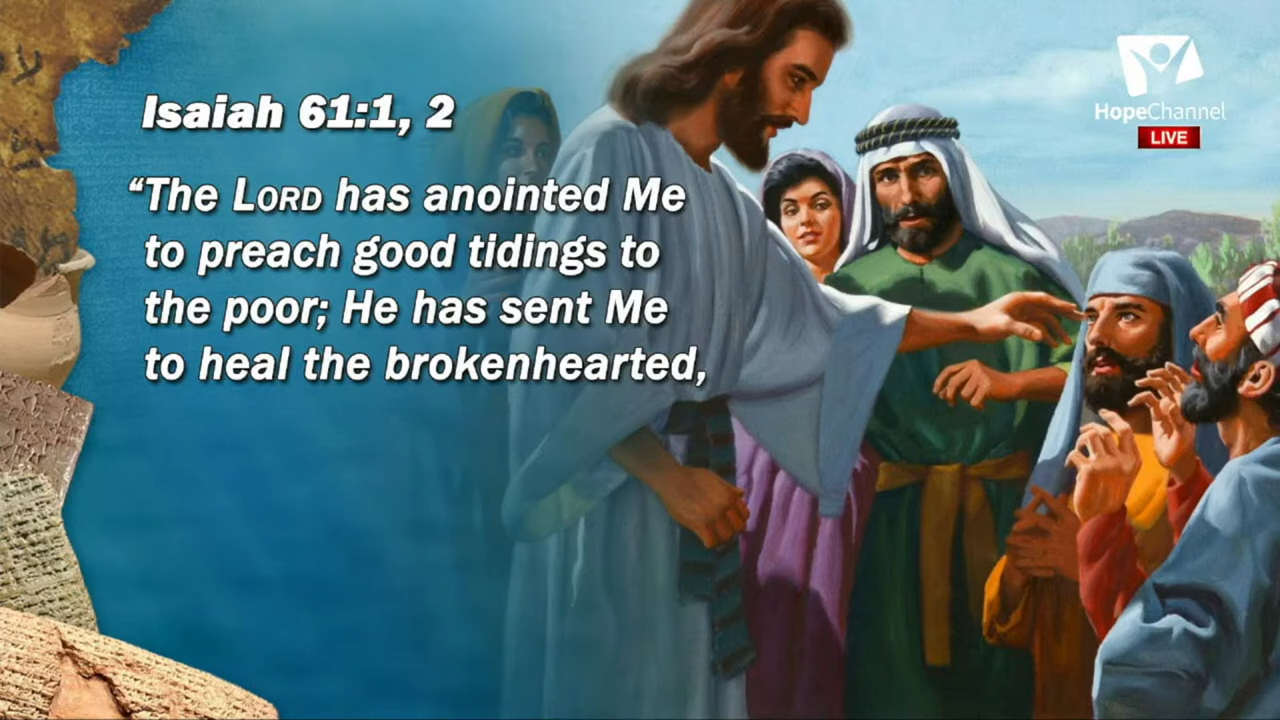 Isaiah 61:1, 2
“The LORD has anointed Me
to preach good tidings to
the poor; He has sent Me
to heal the brokenhearted,
HopeChannel
LIVE